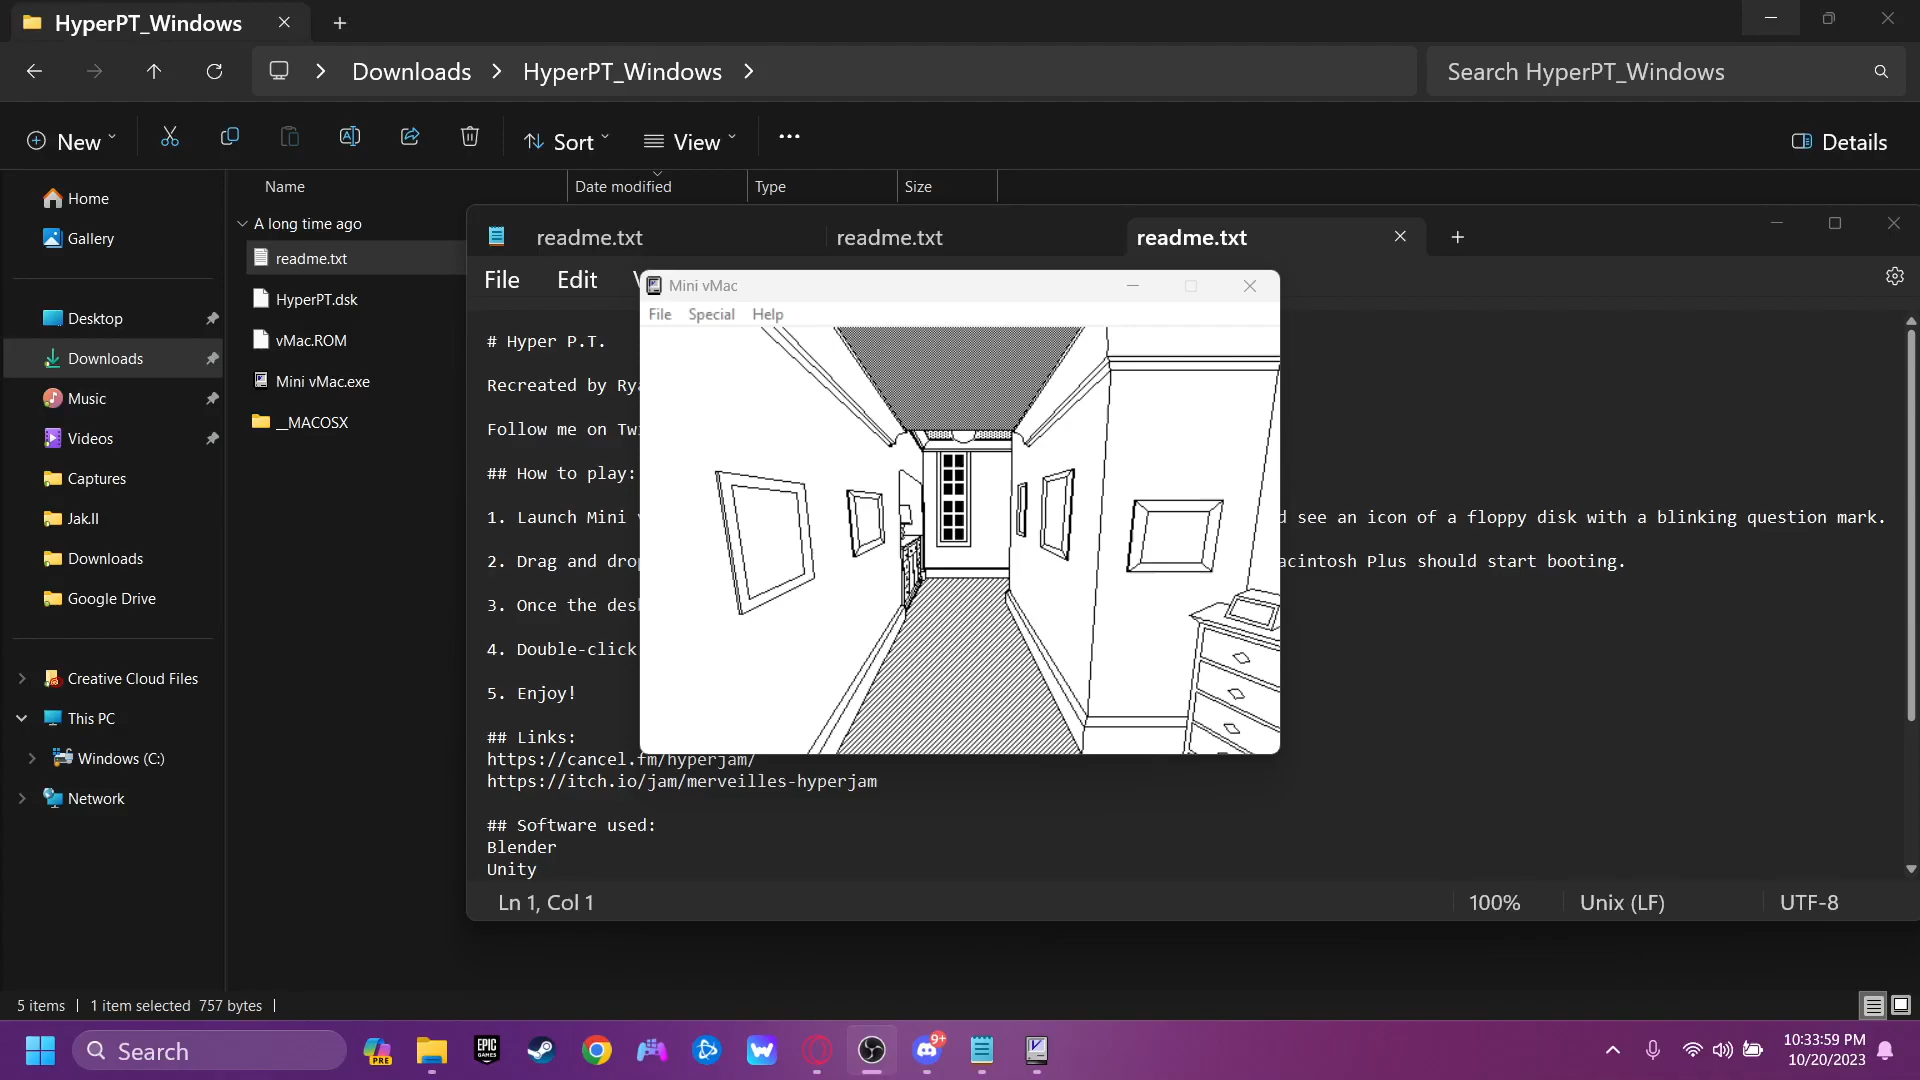 HyperPT_Windows
Downloads HyperPT_Windows
Search HyperPT_Windows
New
Sort
View
Details
Name
Date modified
Type
Size
Home
Gallery
Desktop
Downloads
Music
Videos
Captures
Jak.II
Downloads
Google Drive
Creative Cloud Files
This PC
Windows (C:)
Network
A long time ago
readme.txt
HyperPT.dsk
vMac.ROM
Mini vMac.exe
__MACOSX
readme.txt
readme.txt
readme.txt
File Edit
Mini vMac
File Special Help
# Hyper P.T.
Recreated by
Follow me on
## How to play:
1. Launch Mini see an icon of a floppy disk with a blinking question mark.
2. Drag and Plus should start booting.
3. Once the
4. Double-click
5. Enjoy!
## Links:
https://cancel.fm/hyperjam/
https://itch.io/jam/merveilles-hyperjam
## Software used:
Blender
Unity
Ln 1, Col 1
100%
Unix (LF)
UTF-8
5 items
1 item selected 757 bytes
Search
PRE
EPIC
GAMES
9+
10:33:59 PM
10/20/2023